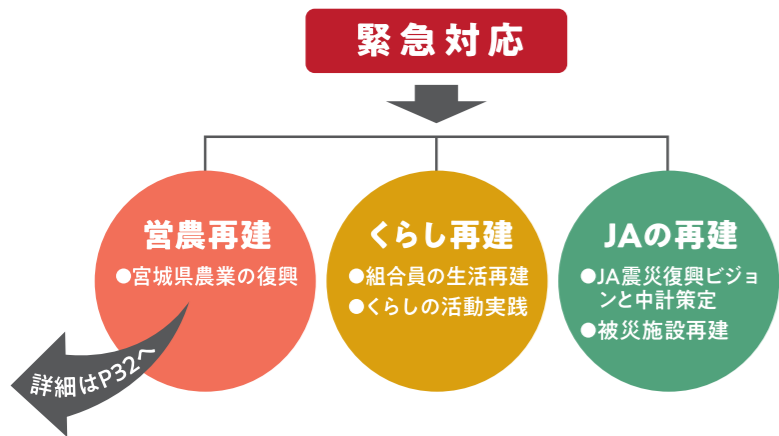 緊急対応
営農再建
●宮城県農業の復興
くらし再建
●組合員の生活再建
●くらしの活動実践
JAの再建
●JA震災復興ビジョ
ンと中計策定
●被災施設再建
詳細はP32へ